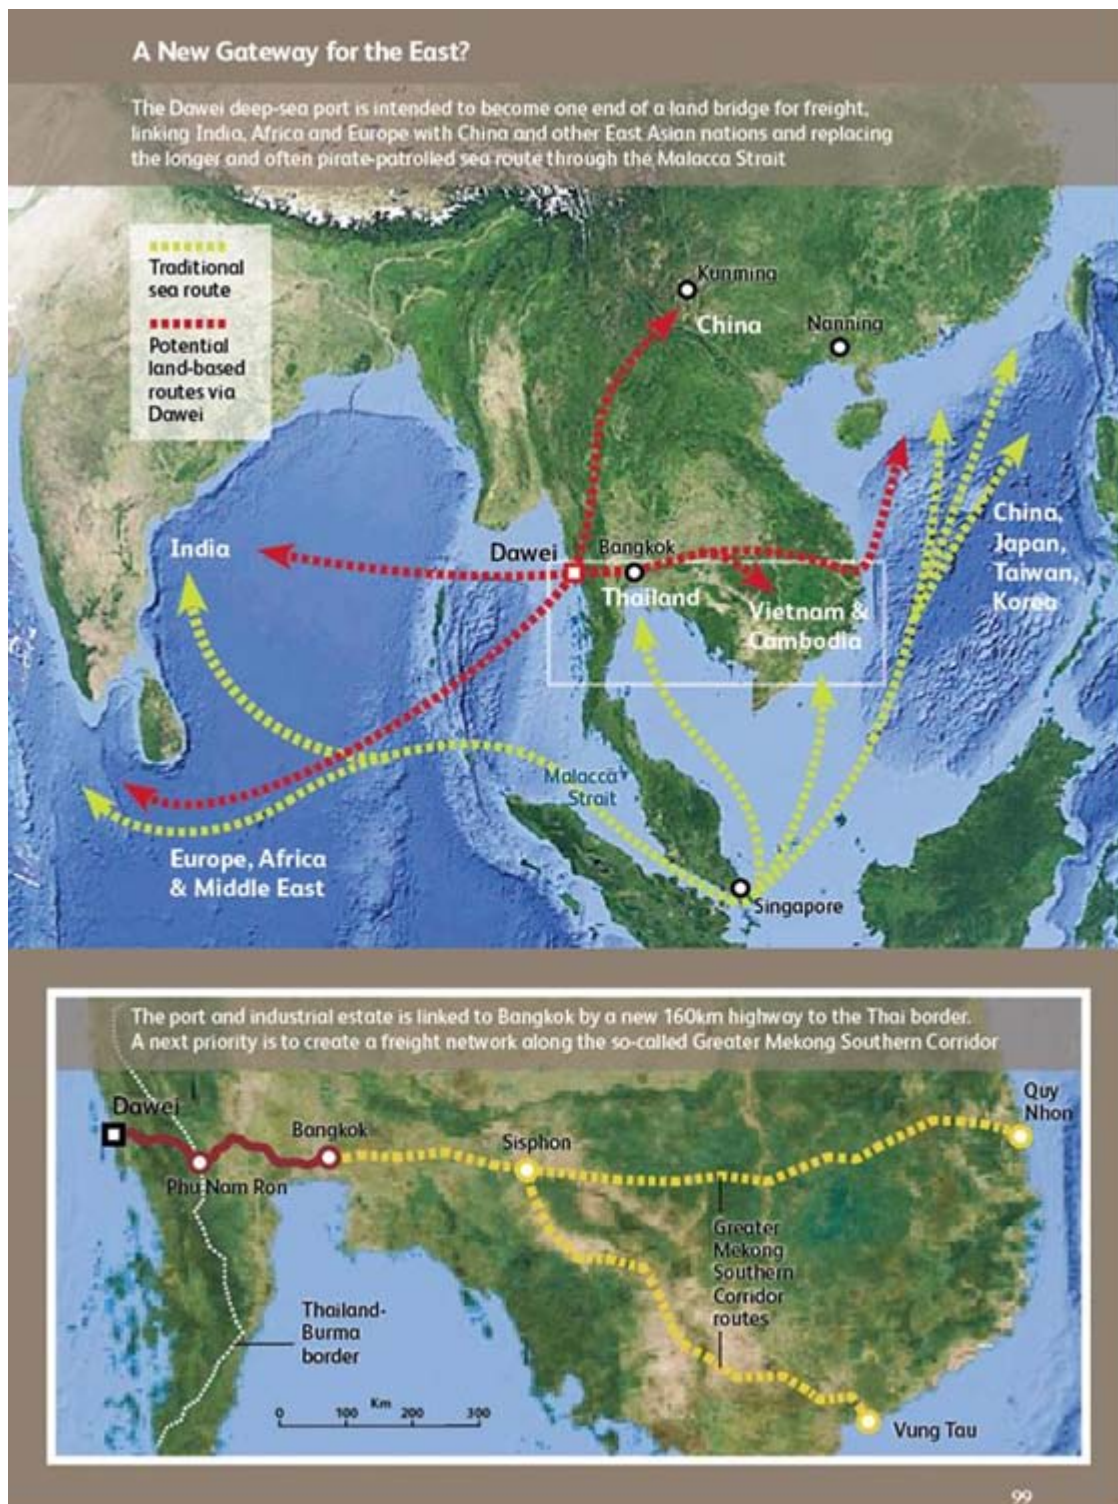 A New Gateway for the East?
The Dawei deep-sea port is intended to become one end of a land bridge for freight,
linking India, Africa and Europe with China and other East Asian nations and replacing
the longer and often pirate-patrolled sea route through the Malacca Strait
Traditional
sea route
Potential
land-based
routes via
Dawei
Kunming
China
Nanning
India
Dawei
Bangkok
Thailand
Vietnam &
Cambodia
China,
Japan,
Taiwan,
Korea
Malacca
Strait
Europe, Africa
& Middle East
Singapore
The port and industrial estate is linked to Bangkok by a new 160km highway to the Thai border.
A next priority is to create a freight network along the so-called Greater Mekong Southern Corridor
Dawei
Phu Nam Ron
Bangkok
Sisphon
Quy
Nhon
Greater
Mekong
Southern
Corridor
routes
Thailand-
Burma
border
Km
0 100 200 300
Vung Tau
99